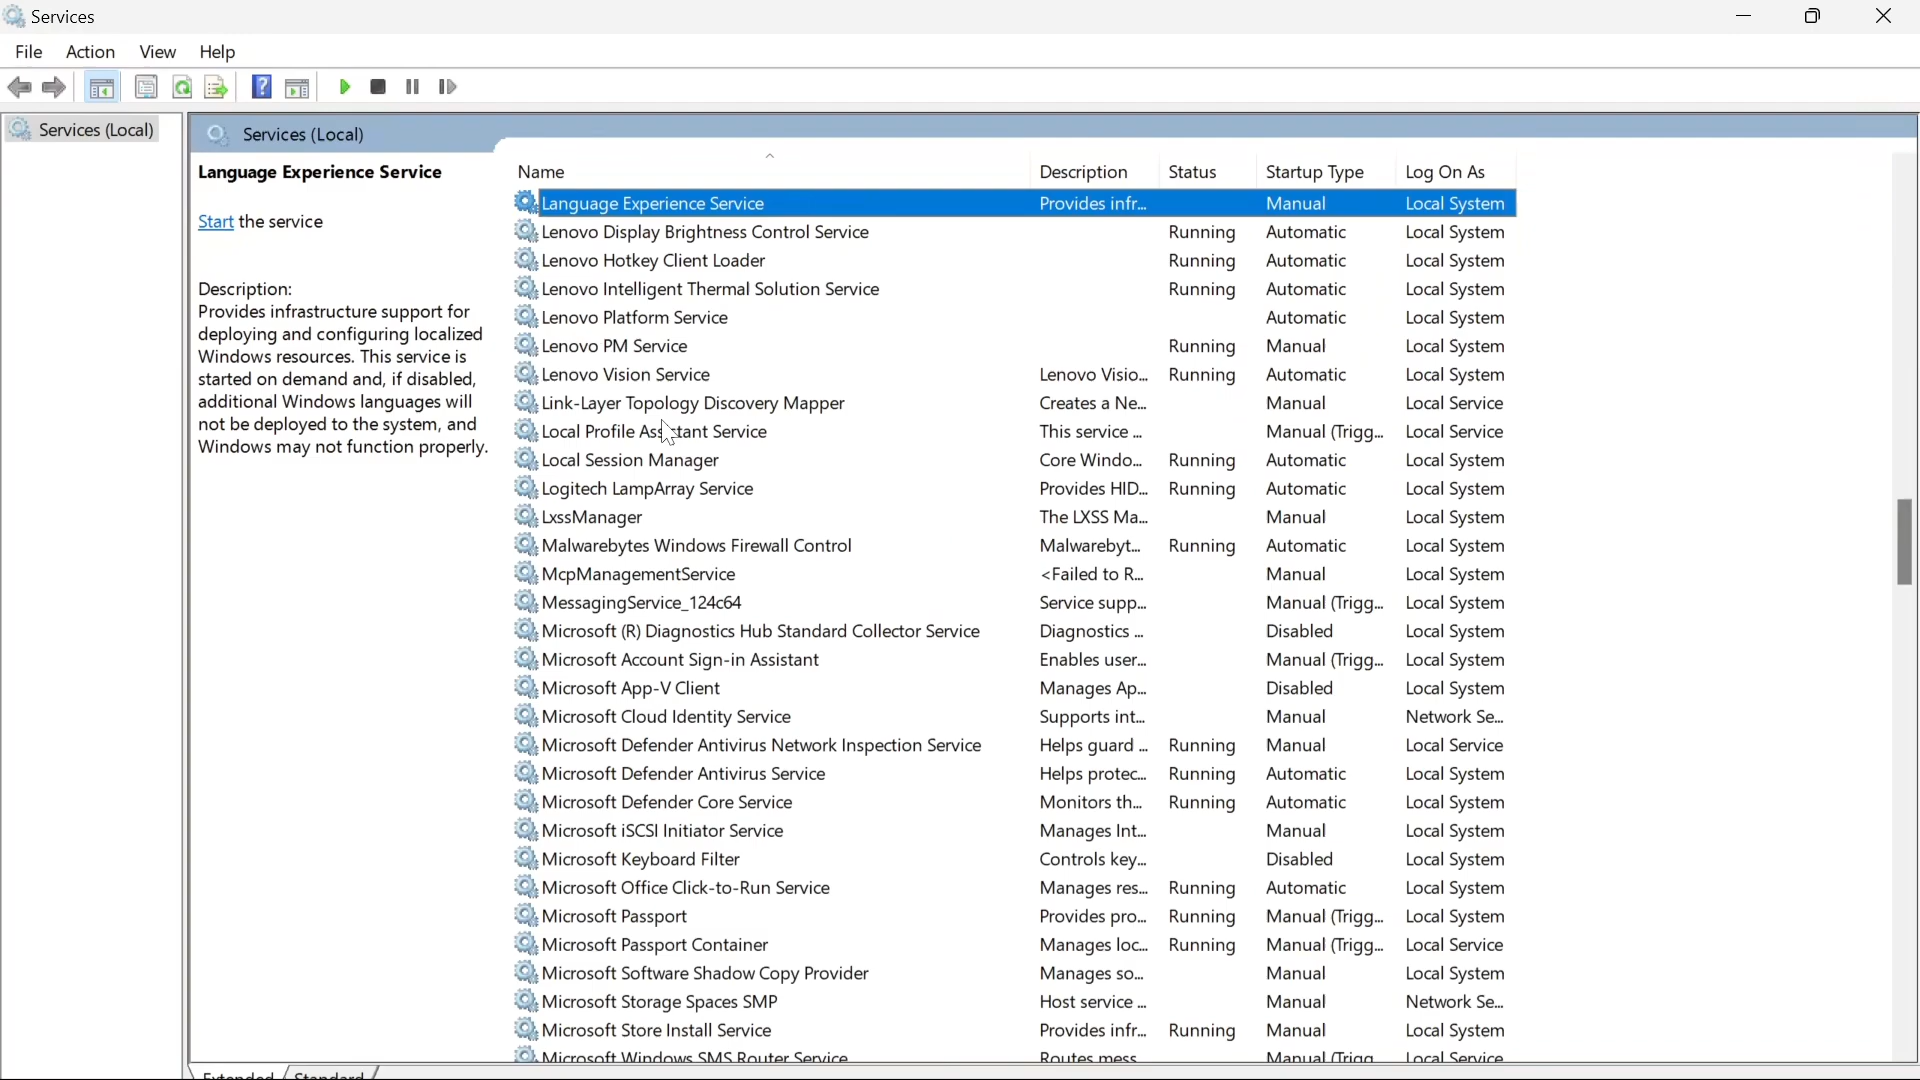 Services
File Action View Help
Services (Local)
Services (Local)
Language Experience Service
Start the service
Description:
Provides infrastructure support for
deploying and configuring localized
Windows resources. This service is
started on demand and, if disabled,
additional Windows languages will
not be deployed to the system, and
Windows may not function properly.
Name Description Status Startup Type Log On As
Language Experience Service Provides infr... Manual Local System
Lenovo Display Brightness Control Service Running Automatic Local System
Lenovo Hotkey Client Loader Running Automatic Local System
Lenovo Intelligent Thermal Solution Service Running Automatic Local System
Lenovo Platform Service Automatic Local System
Lenovo PM Service Running Manual Local System
Lenovo Vision Service Lenovo Visio... Running Automatic Local System
Link-Layer Topology Discovery Mapper Creates a Ne... Manual Local Service
Local Profile Assistant Service This service ... Manual (Trigg... Local Service
Local Session Manager Core Windo... Running Automatic Local System
Logitech LampArray Service Provides HID... Running Automatic Local System
LxssManager The LXSS Ma... Manual Local System
Malwarebytes Windows Firewall Control Malwarebyt... Running Automatic Local System
McpManagementService <Failed to R... Manual Local System
MessagingService_124c64 Service supp... Manual (Trigg... Local System
Microsoft (R) Diagnostics Hub Standard Collector Service Diagnostics ... Disabled Local System
Microsoft Account Sign-in Assistant Enables user... Manual (Trigg... Local System
Microsoft App-V Client Manages Ap... Disabled Local System
Microsoft Cloud Identity Service Supports int... Manual Network Se...
Microsoft Defender Antivirus Network Inspection Service Helps guard ... Running Manual Local Service
Microsoft Defender Antivirus Service Helps protec... Running Automatic Local System
Microsoft Defender Core Service Monitors th... Running Automatic Local System
Microsoft iSCSI Initiator Service Manages Int... Manual Local System
Microsoft Keyboard Filter Controls key... Disabled Local System
Microsoft Office Click-to-Run Service Manages res... Running Automatic Local System
Microsoft Passport Provides pro... Running Manual (Trigg... Local System
Microsoft Passport Container Manages loc... Running Manual (Trigg... Local Service
Microsoft Software Shadow Copy Provider Manages so... Manual Local System
Microsoft Storage Spaces SMP Host service ... Manual Network Se...
Microsoft Store Install Service Provides infr... Running Manual Local System
Microsoft Windows SMS Router Service Routes mess... Manual (Trigg... Local Service
Extended Standard